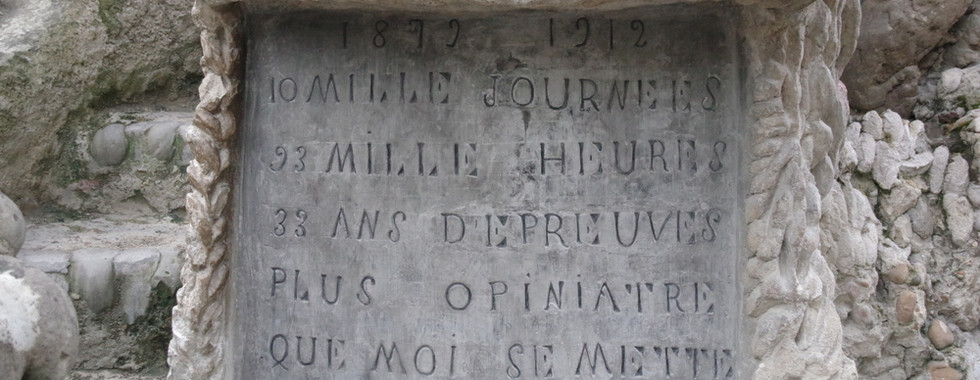 1879 1912
10 MILLE JOURNEES
93 MILLE HEURES
33 ANS D'EPREUVES
PLUS OPINIATRE
QUE MOI SE METTE